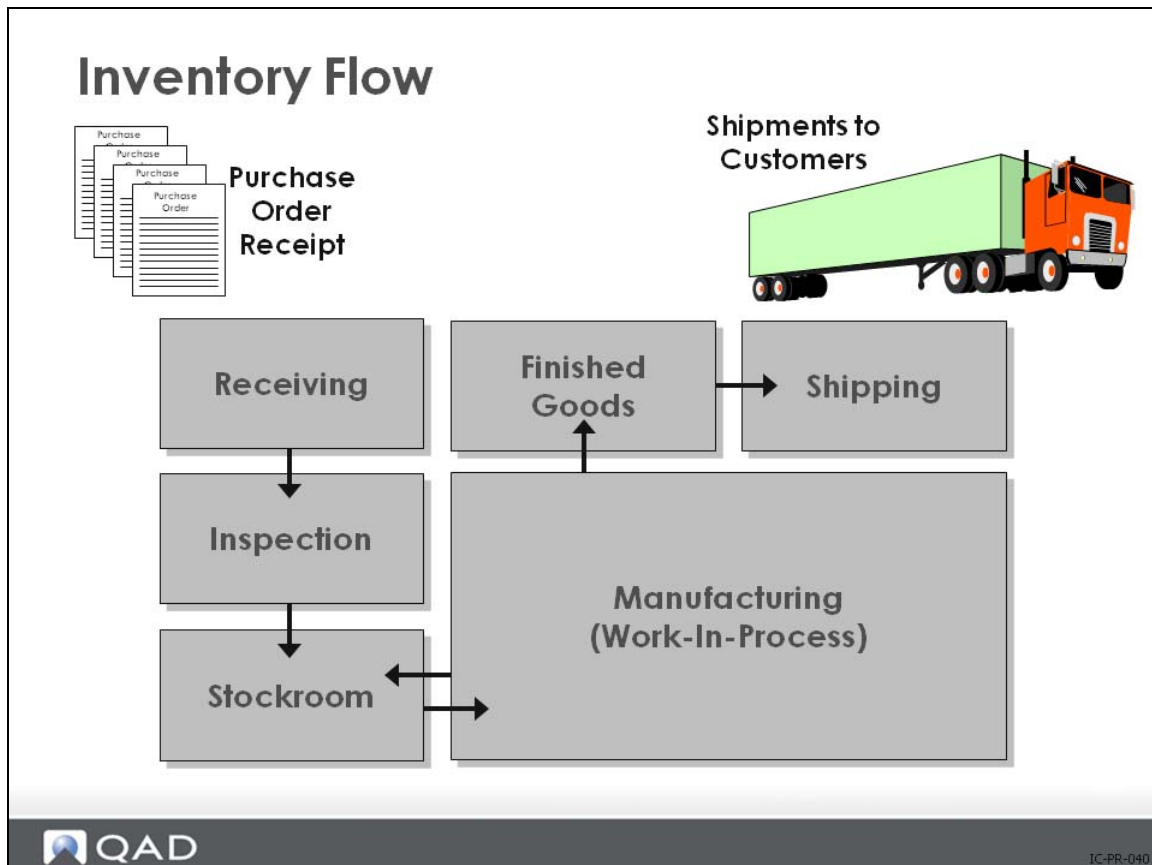 Inventory Flow
Purchase
Purchase
Purchase
Purchase
Order
Purchase
Order
Receipt
Shipments to
Customers
Receiving
Finished
Goods
Shipping
Inspection
Manufacturing
(Work-In-Process)
Stockroom
QAD
IC-PR-040